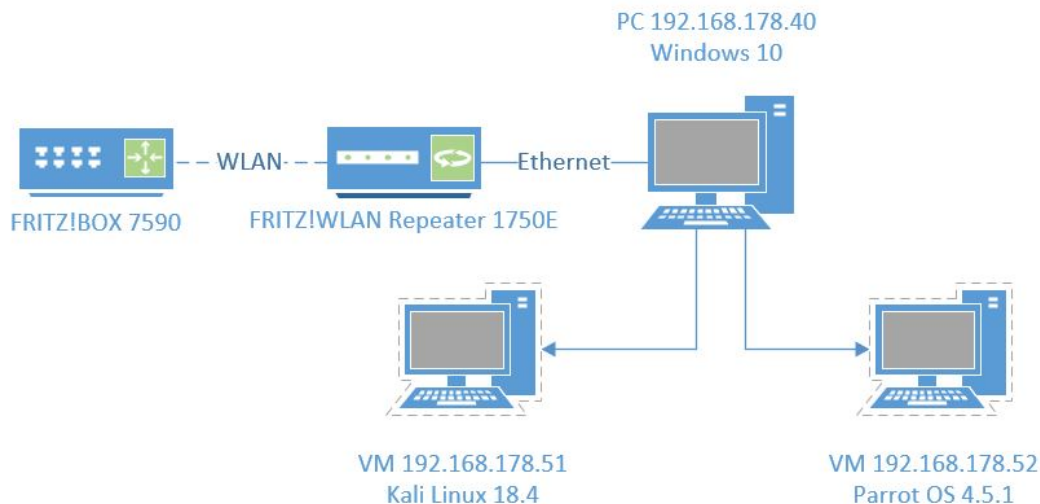 PC 192.168.178.40
Windows 10
WLAN
Ethernet
FRITZ!BOX 7590
FRITZ!WLAN Repeater 1750E
VM 192.168.178.51
Kali Linux 18.4
VM 192.168.178.52
Parrot OS 4.5.1